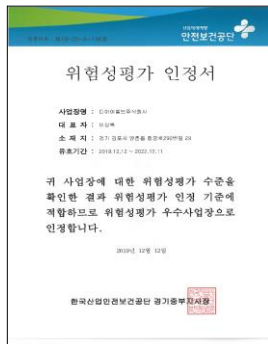 안전보건공단
위험성평가 인정서
사업장명 :
대 표 자 :
소 재 지 :
유효기간 : 2019.12.12 ~ 2022.12.11
귀 사업장에 대한 위험성평가 수준을
확인한 결과 위험성평가 인정 기준에
적합하므로 위험성평가 우수사업장으로
인정합니다.
2019년 12월 12일
한국산업안전보건공단 경기중부지사장